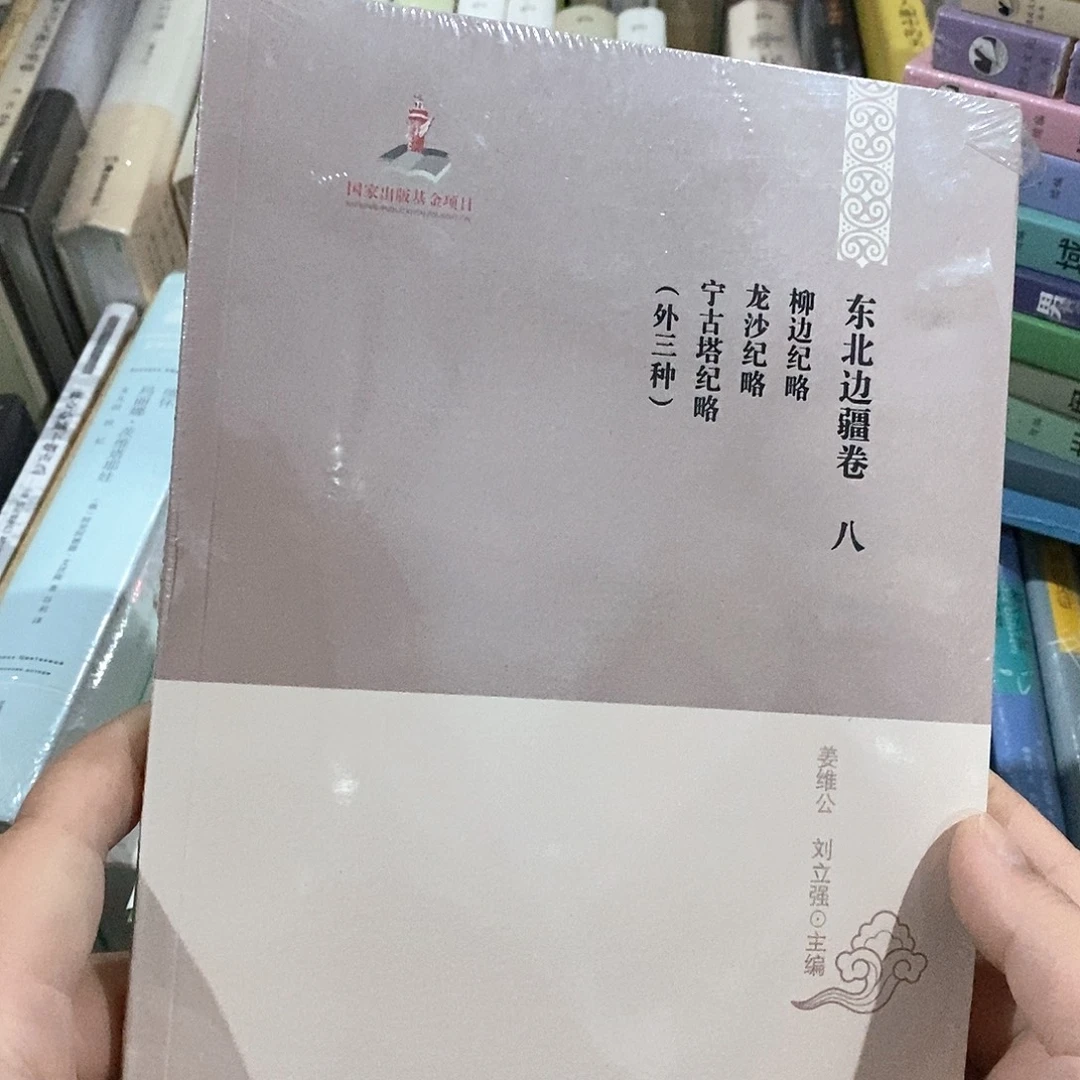 国家出版基金项目
东北边疆卷 八
柳边纪略
龙沙纪略
宁古塔纪略
(外三种)
姜维公 刘立强⊙主编